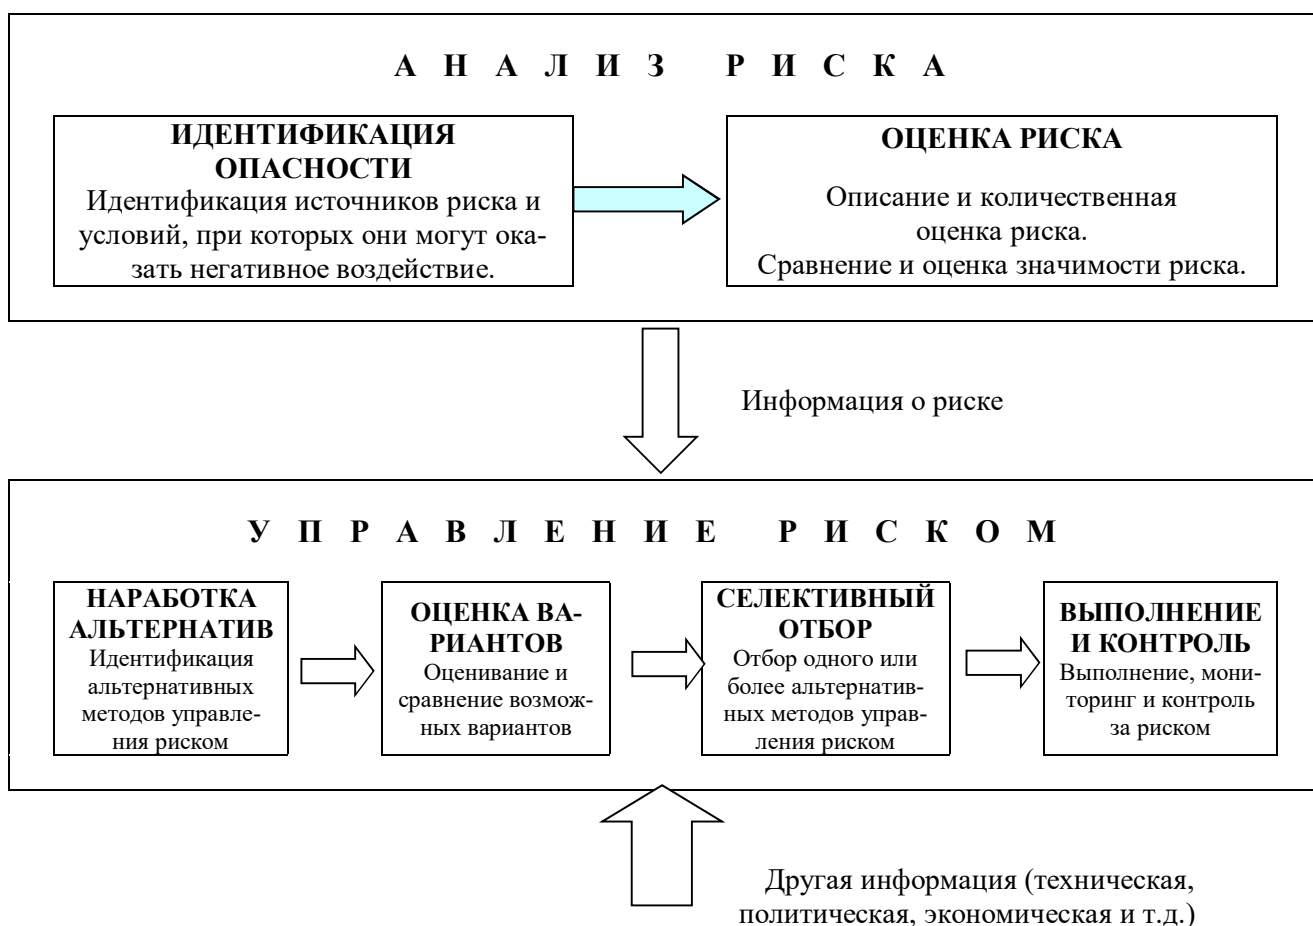 А Н А Л И З Р И С К А
ИДЕНТИФИКАЦИЯ
ОПАСНОСТИ
Идентификация источников риска и
условий, при которых они могут ока-
зать негативное воздействие.
ОЦЕНКА РИСКА
Описание и количественная
оценка риска.
Сравнение и оценка значимости риска.
Информация о риске
У П Р А В Л Е Н И Е Р И С К О М
НАРАБОТКА
АЛЬТЕРНАТИВ
Идентификация
альтернативных
методов управле-
ния риском
ОЦЕНКА ВА-
РИАНТОВ
Оценивание и
сравнение возмож-
ных вариантов
СЕЛЕКТИВНЫЙ
ОТБОР
Отбор одного или
более альтернатив-
ных методов управ-
ления риском
ВЫПОЛНЕНИЕ
И КОНТРОЛЬ
Выполнение, мони-
торинг и контроль
за риском
Другая информация (техническая,
политическая, экономическая и т.д.)